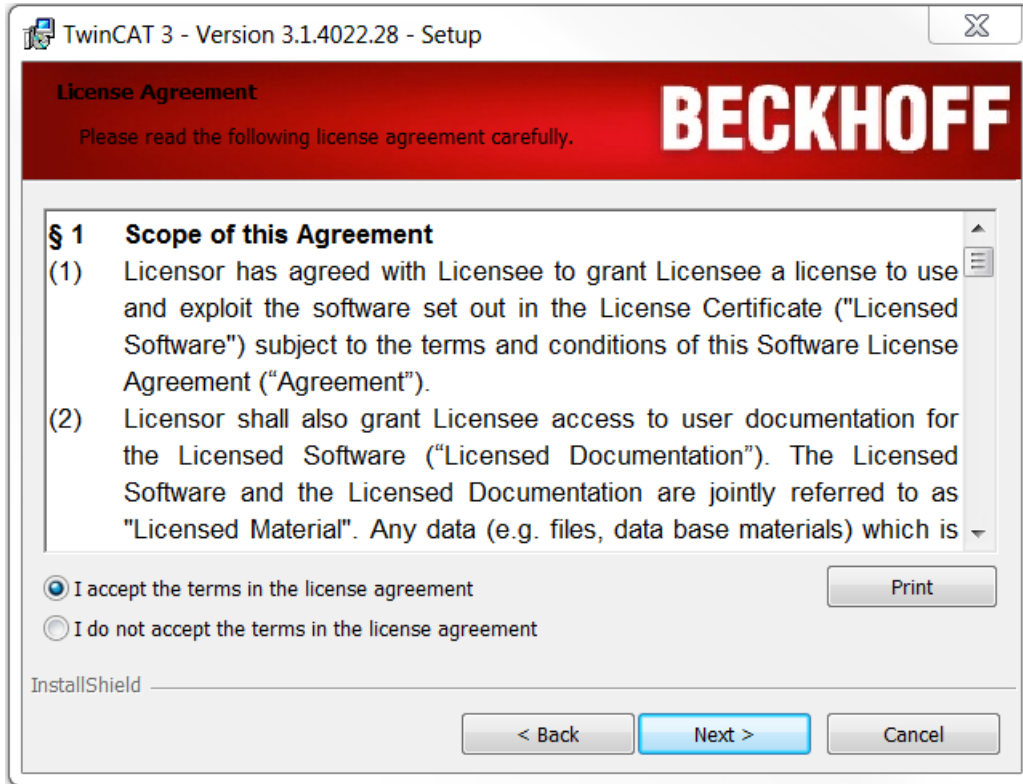 TwinCAT 3 - Version 3.1.4022.28 - Setup
License Agreement
Please read the following license agreement carefully.
BECKHOFF
§ 1 Scope of this Agreement
(1) Licensor has agreed with Licensee to grant Licensee a license to use
and exploit the software set out in the License Certificate ("Licensed
Software") subject to the terms and conditions of this Software License
Agreement (“Agreement”).
(2) Licensor shall also grant Licensee access to user documentation for
the Licensed Software (“Licensed Documentation”). The Licensed
Software and the Licensed Documentation are jointly referred to as
"Licensed Material". Any data (e.g. files, data base materials) which is
I accept the terms in the license agreement
Print
I do not accept the terms in the license agreement
InstallShield
< Back
Next >
Cancel